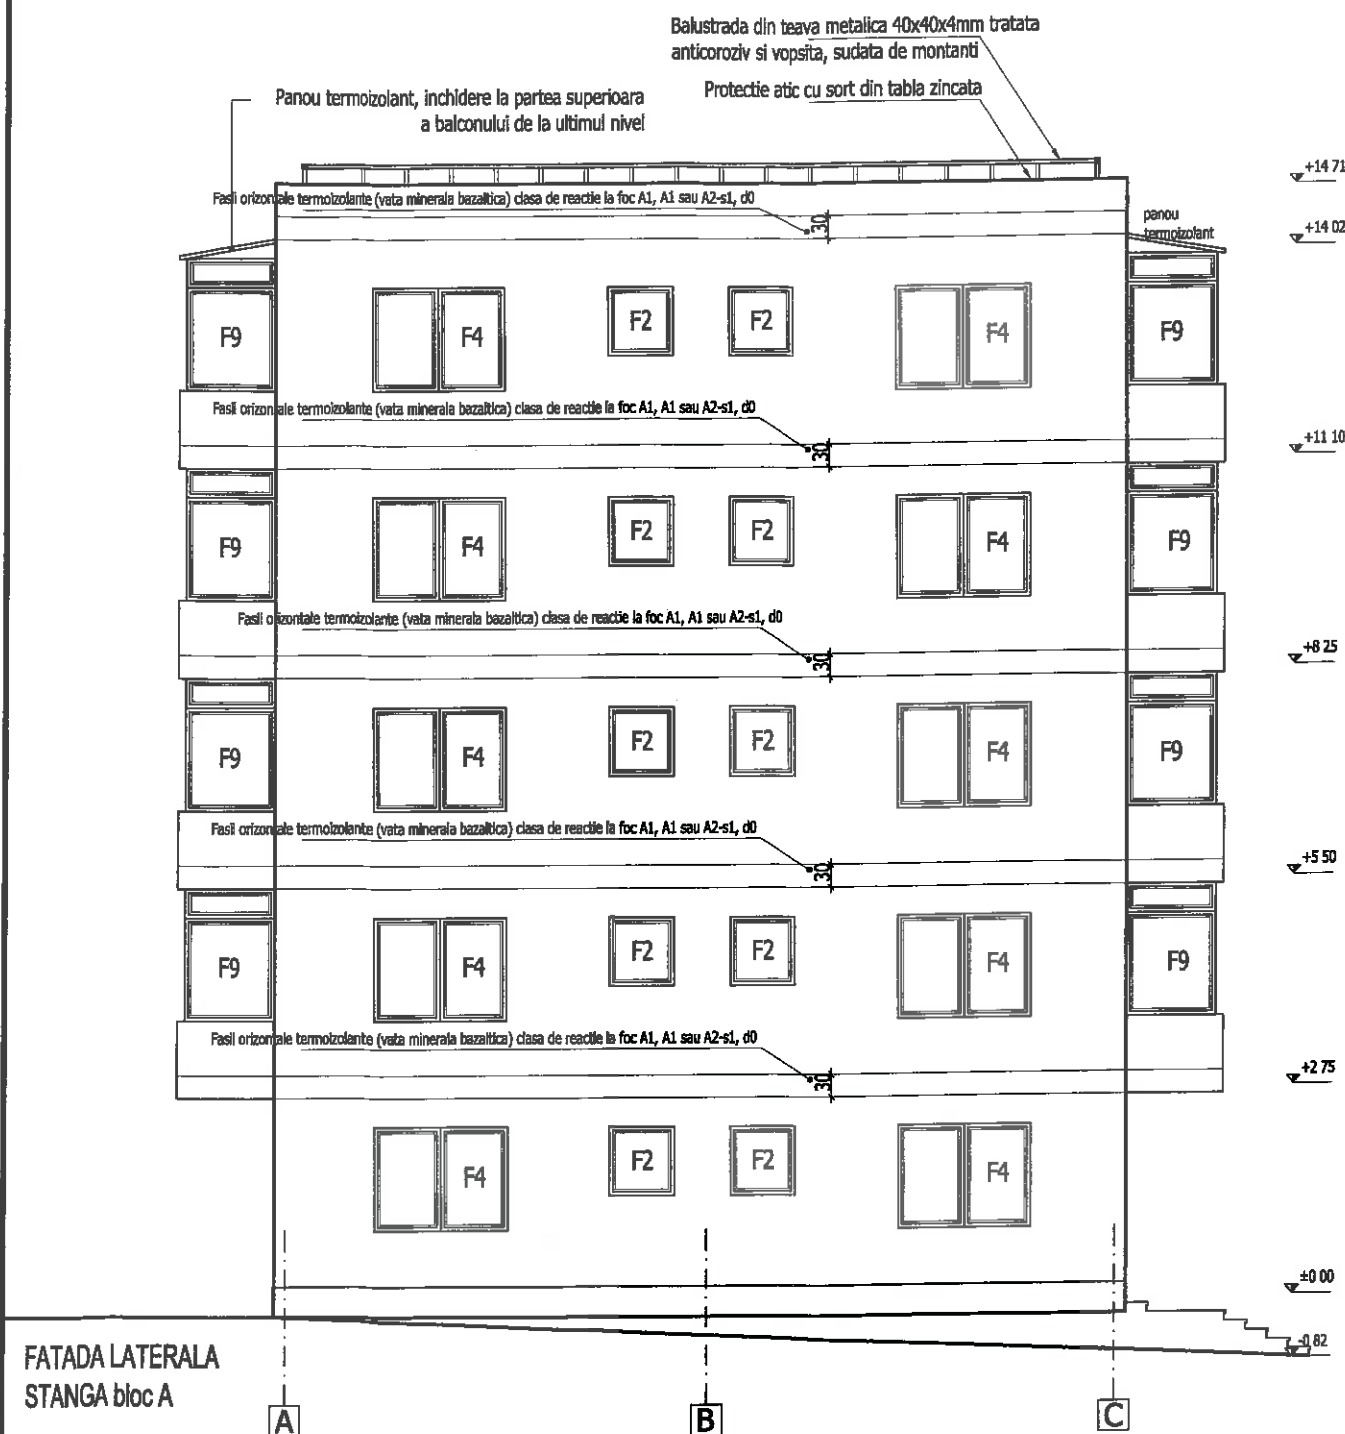 Balustrada din teava metalica 40x40x4mm tratata
anticoroziv si vopsita, sudata de montanti
Protectie atic cu sort din tabla zincata
Panou termoizolant, inchidere la partea superioara
a balconului de la ultimul nivel
+14 71
Fasii orizontale termoizolante (vata minerala bazaltica) clasa de reactie la foc A1, A1 sau A2-s1, d0
30
panou
termoizolant
+14 02
F9
F4
F2
F2
F4
F9
Fasii orizontale termoizolante (vata minerala bazaltica) clasa de reactie la foc A1, A1 sau A2-s1, d0
30
+11 10
F9
F4
F2
F2
F4
F9
Fasii orizontale termoizolante (vata minerala bazaltica) clasa de reactie la foc A1, A1 sau A2-s1, d0
30
+8 25
F9
F4
F2
F2
F4
F9
Fasii orizontale termoizolante (vata minerala bazaltica) clasa de reactie la foc A1, A1 sau A2-s1, d0
30
+5 50
F9
F4
F2
F2
F4
F9
Fasii orizontale termoizolante (vata minerala bazaltica) clasa de reactie la foc A1, A1 sau A2-s1, d0
30
+2 75
F4
F2
F2
F4
±0 00
-0 82
FATADA LATERALA
STANGA bloc A
A
B
C